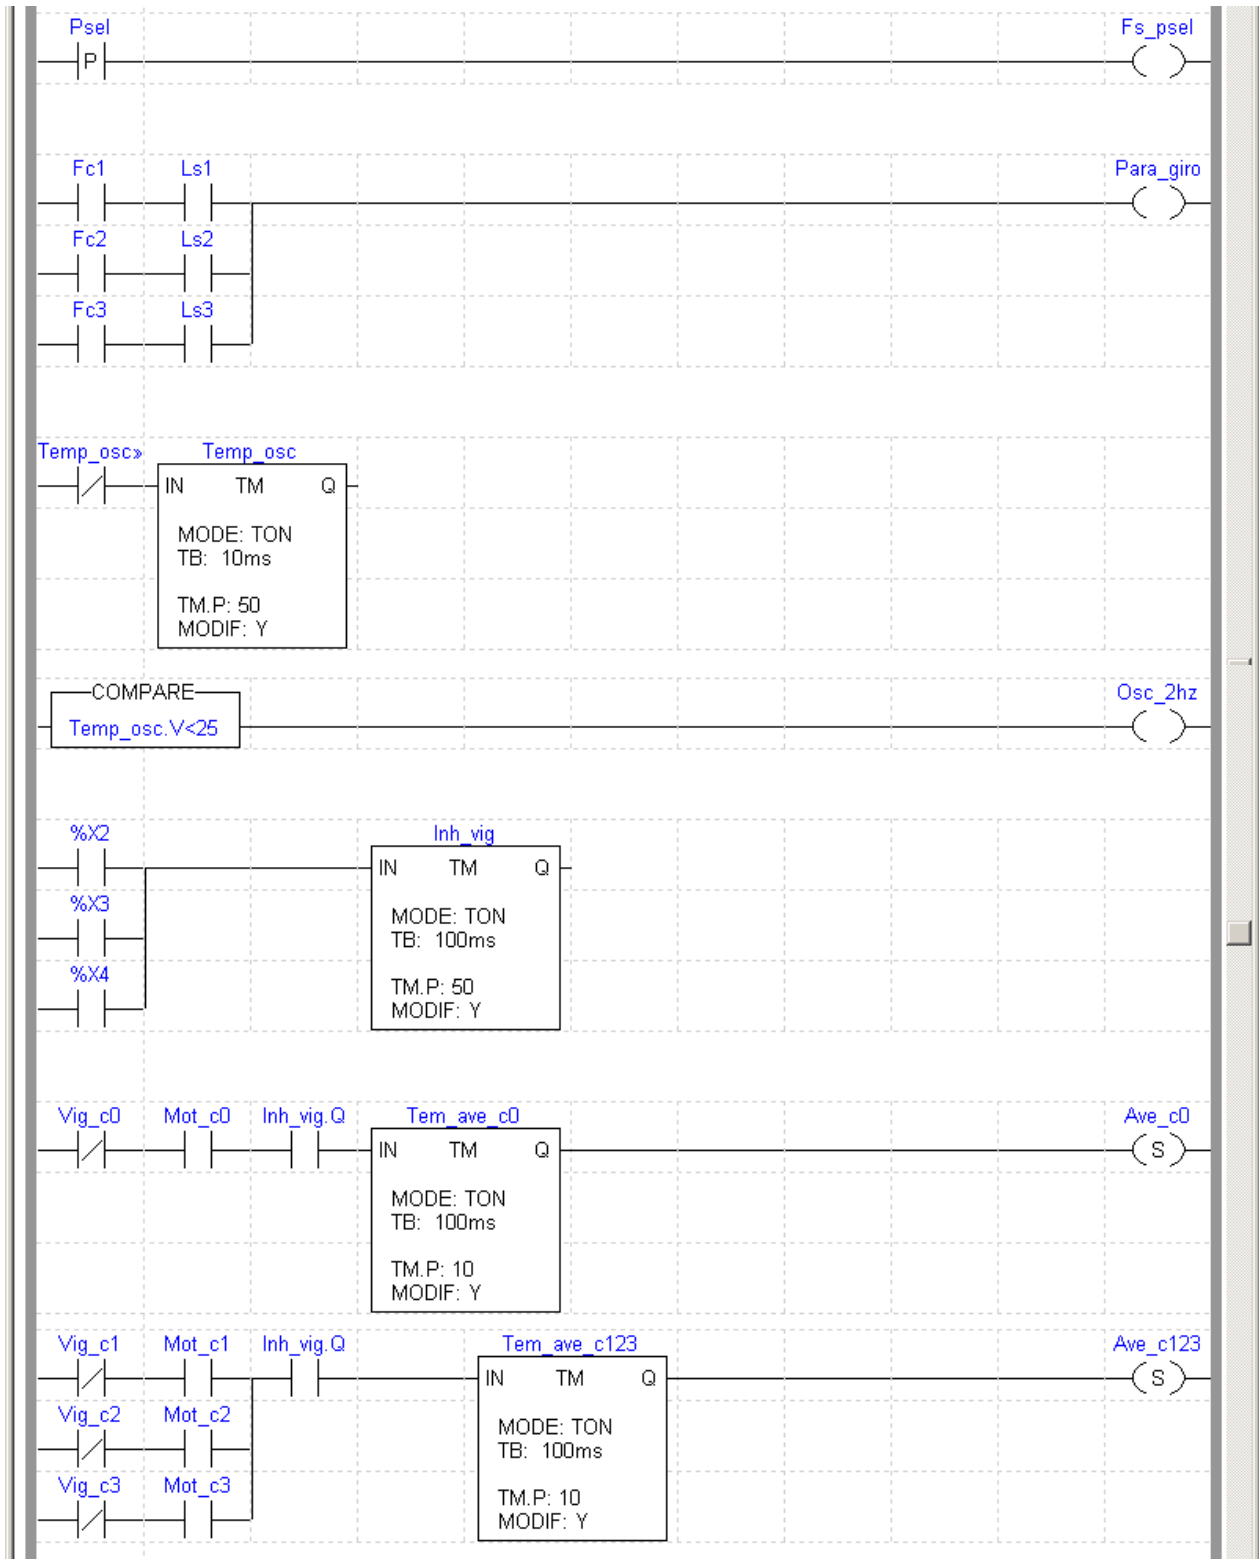 Psel Fs_psel
P
Fc1 Ls1 Para_giro
Fc2 Ls2
Fc3 Ls3
Temp_osc» Temp_osc
IN TM Q
MODE: TON
TB: 10ms
TM.P: 50
MODIF: Y
COMPARE Osc_2hz
Temp_osc.V<25
%X2 Inh_vig
IN TM Q
%X3
MODE: TON
TB: 100ms
%X4
TM.P: 50
MODIF: Y
Vig_c0 Mot_c0 Inh_vig.Q Tem_ave_c0 Ave_c0
IN TM Q S
MODE: TON
TB: 100ms
TM.P: 10
MODIF: Y
Vig_c1 Mot_c1 Inh_vig.Q Tem_ave_c123 Ave_c123
IN TM Q S
Vig_c2 Mot_c2
MODE: TON
TB: 100ms
Vig_c3 Mot_c3
TM.P: 10
MODIF: Y